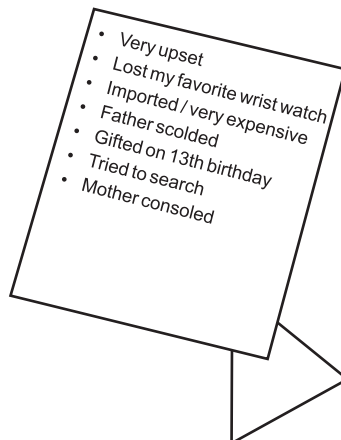 • Very upset
• Lost my favorite wrist watch
• Imported / very expensive
• Father scolded
• Gifted on 13th birthday
• Tried to search
• Mother consoled